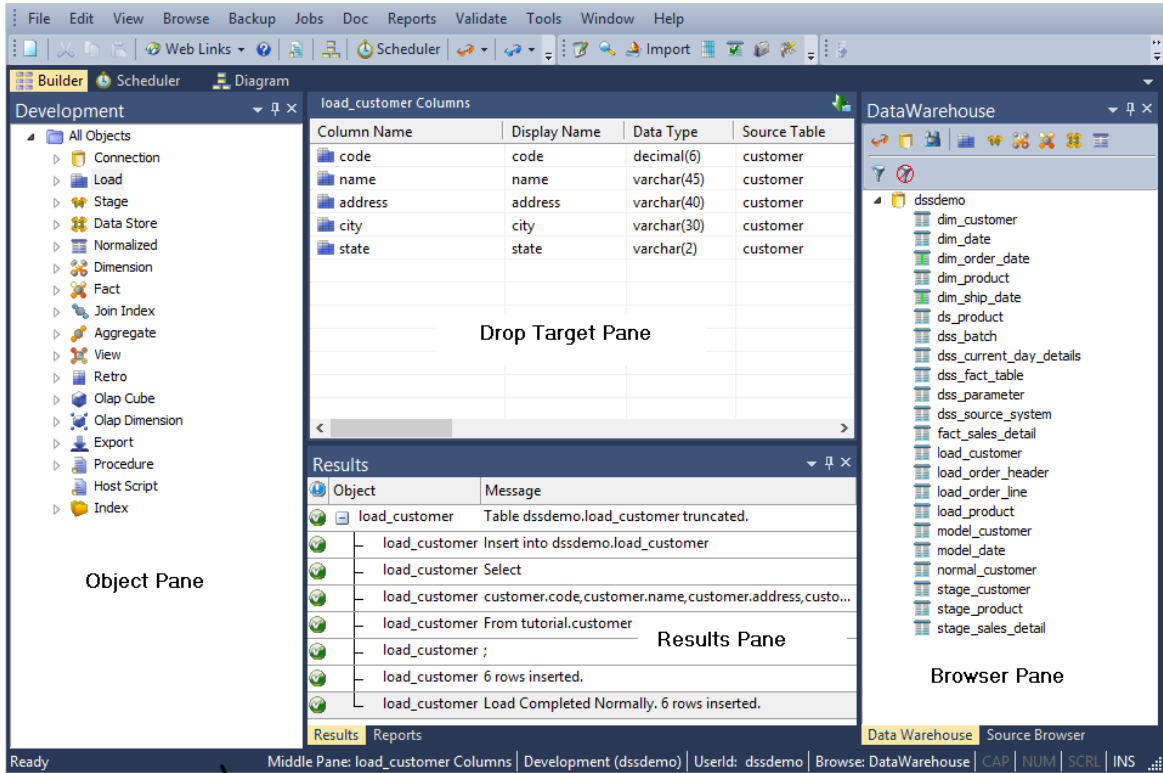 File Edit View Browse Backup Jobs Doc Reports Validate Tools Window Help
Web Links Scheduler Import
Builder Scheduler Diagram
Development
All Objects
Connection
Load
Stage
Data Store
Normalized
Dimension
Fact
Join Index
Aggregate
View
Retro
Olap Cube
Olap Dimension
Export
Procedure
Host Script
Index
Object Pane
load_customer Columns
Column Name Display Name Data Type Source Table
code code decimal(6) customer
name name varchar(45) customer
address address varchar(40) customer
city city varchar(30) customer
state state varchar(2) customer
Drop Target Pane
Results
Object Message
load_customer Table dssdemo.load_customer truncated.
load_customer Insert into dssdemo.load_customer
load_customer Select
load_customer customer.code,customer.name,customer.address,custo...
load_customer From tutorial.customer
load_customer ;
load_customer 6 rows inserted.
load_customer Load Completed Normally. 6 rows inserted.
Results Pane
Results Reports
DataWarehouse
dssdemo
dim_customer
dim_date
dim_order_date
dim_product
dim_ship_date
ds_product
dss_batch
dss_current_day_details
dss_fact_table
dss_parameter
dss_source_system
fact_sales_detail
load_customer
load_order_header
load_order_line
load_product
model_customer
model_date
normal_customer
stage_customer
stage_product
stage_sales_detail
Browser Pane
Data Warehouse Source Browser
Ready Middle Pane: load_customer Columns Development (dssdemo) UserId: dssdemo Browse: DataWarehouse CAP NUM SCRL INS